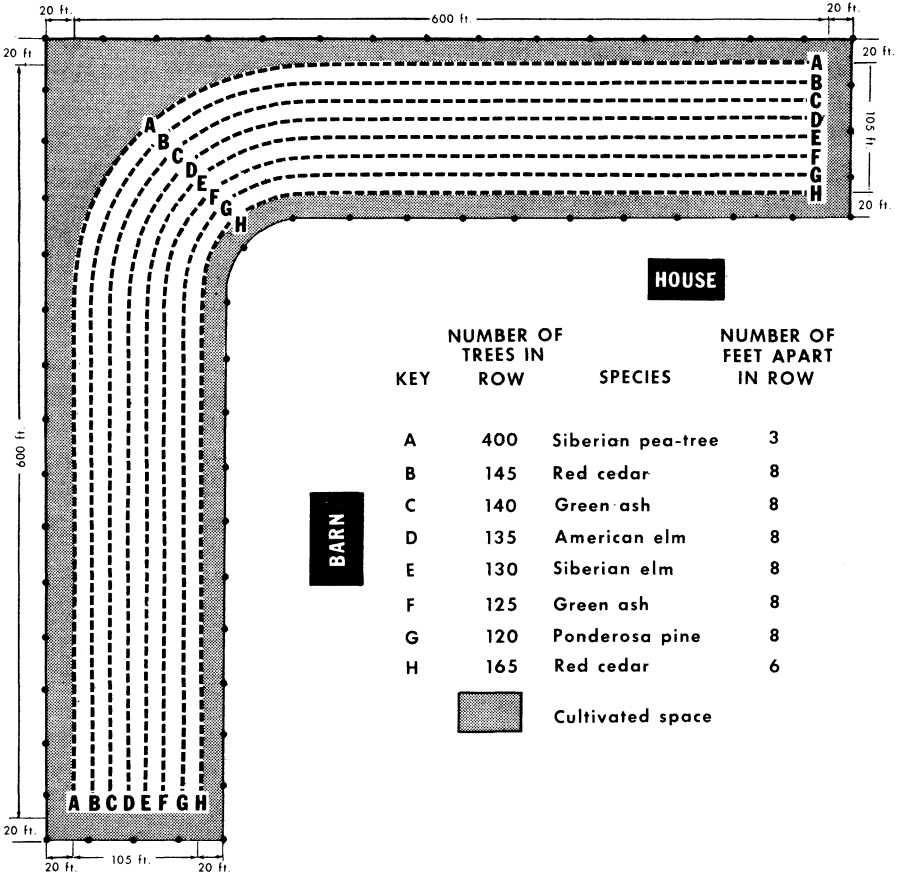 20 ft.
600 ft.
20 ft.
20 ft
20 ft.
A
B
C
D
E
F
G
H
105 ft.
20 ft.
A
B
C
D
E
F
G
H
HOUSE
NUMBER OF TREES IN ROW
NUMBER OF FEET APART IN ROW
KEY
SPECIES
A 400 Siberian pea-tree 3
B 145 Red cedar 8
C 140 Green ash 8
D 135 American elm 8
E 130 Siberian elm 8
F 125 Green ash 8
G 120 Ponderosa pine 8
H 165 Red cedar 6
Cultivated space
BARN
600 ft.
A B C D E F G H
20 ft.
20 ft.
105 ft.
20 ft.